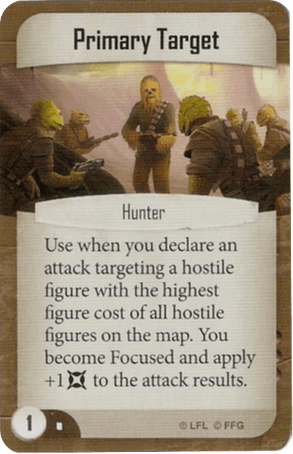 Primary Target
Hunter
Use when you declare an
attack targeting a hostile
figure with the highest
figure cost of all hostile
figures on the map. You
become Focused and apply
+1 to the attack results.
1
© LFL © FFG